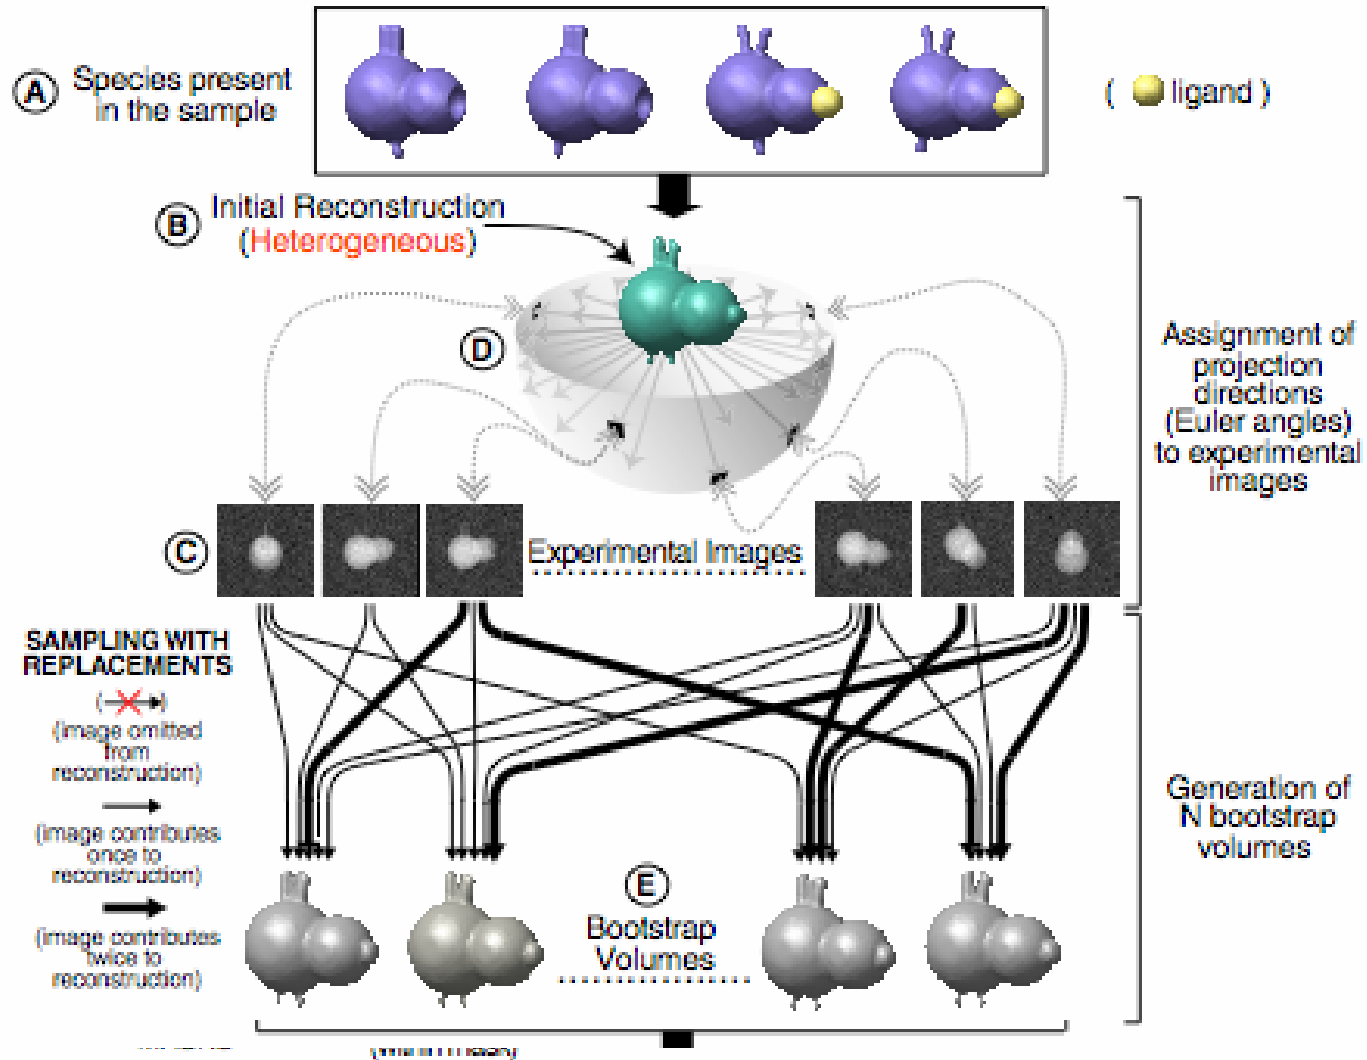 A Species present
in the sample
( ligand )
B Initial Reconstruction
(Heterogeneous)
D
Assignment of
projection
directions
(Euler angles)
to experimental
images
C Experimental Images
SAMPLING WITH
REPLACEMENTS
(image omitted
from
reconstruction)
(image contributes
once to
reconstruction)
(image contributes
twice to
reconstruction)
Generation of
N bootstrap
volumes
E
Bootstrap
Volumes
(within mask)